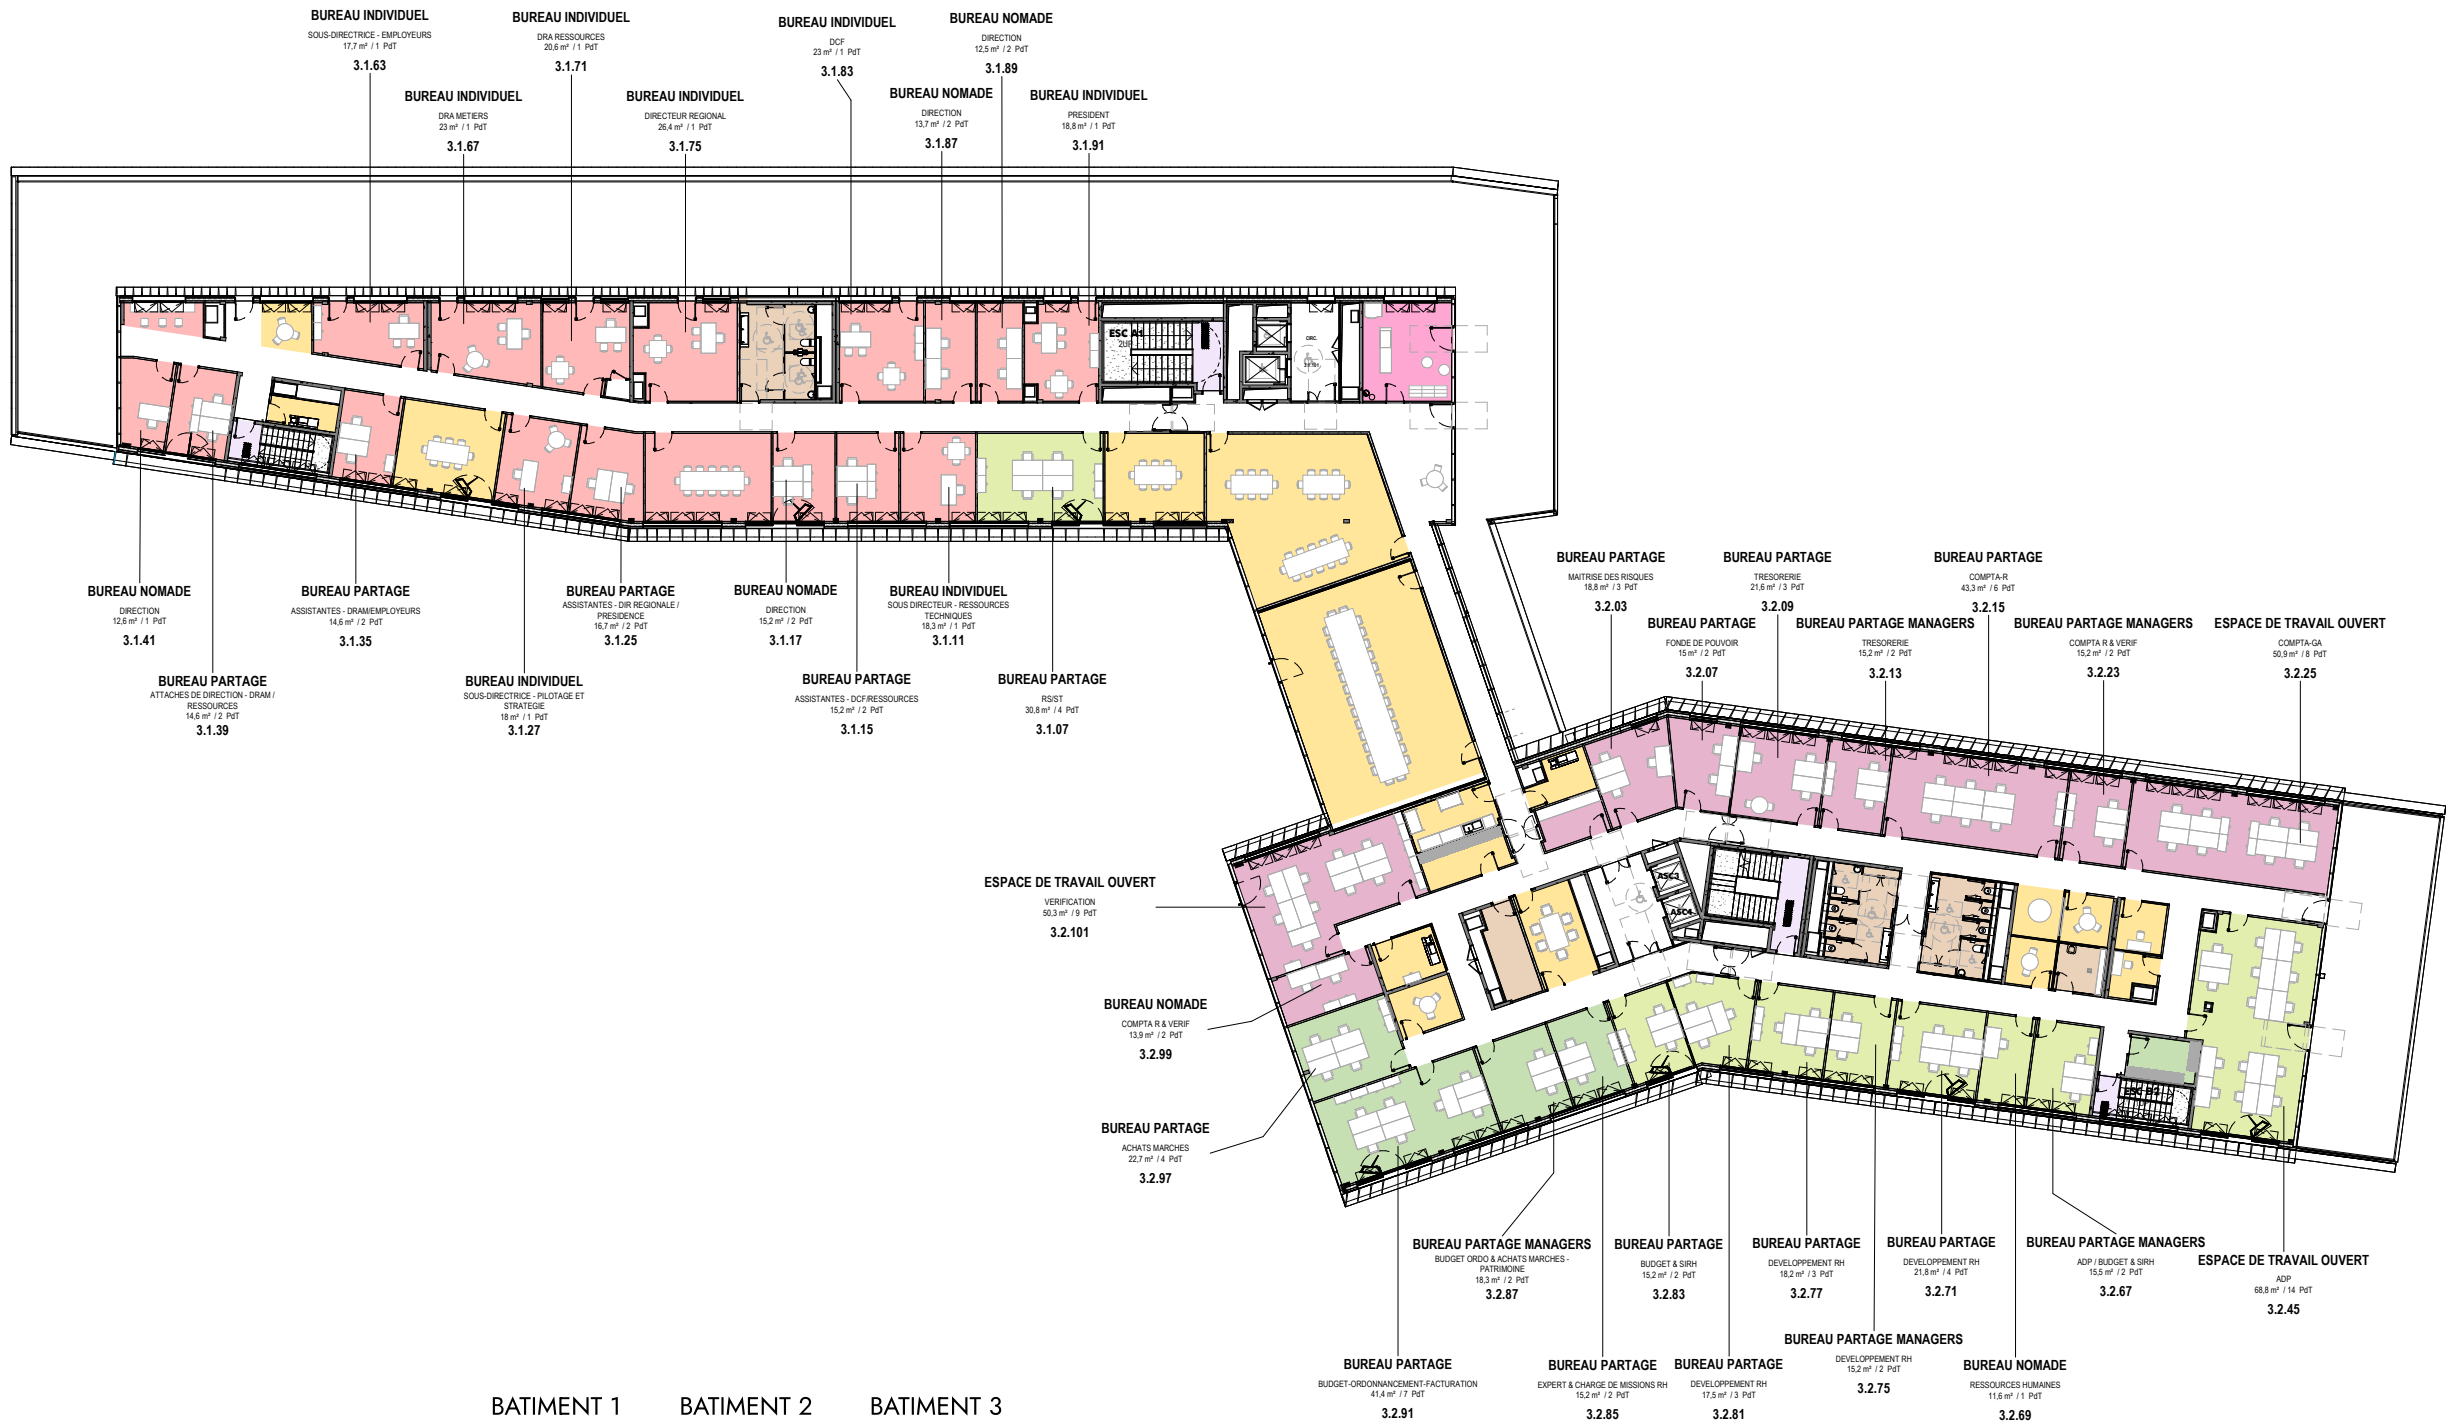 BUREAU INDIVIDUEL
SOUS-DIRECTRICE - EMPLOYEURS
17,7 m² / 1 PdT
3.1.63
BUREAU INDIVIDUEL
DRA RESSOURCES
20,6 m² / 1 PdT
3.1.71
BUREAU INDIVIDUEL
DCF
23 m² / 1 PdT
3.1.83
BUREAU NOMADE
DIRECTION
12,5 m² / 2 PdT
3.1.89
BUREAU INDIVIDUEL
DRA METIERS
23 m² / 1 PdT
3.1.67
BUREAU INDIVIDUEL
DIRECTEUR REGIONAL
26,4 m² / 1 PdT
3.1.75
BUREAU NOMADE
DIRECTION
13,7 m² / 2 PdT
3.1.87
BUREAU INDIVIDUEL
PRESIDENT
18,8 m² / 1 PdT
3.1.91
ESC A1
2UP
CIRC.
3.1.101
BUREAU NOMADE
DIRECTION
12,6 m² / 1 PdT
3.1.41
BUREAU PARTAGE
ASSISTANTES - DRAM/EMPLOYEURS
14,6 m² / 2 PdT
3.1.35
BUREAU PARTAGE
ASSISTANTES - DIR REGIONALE /
PRESIDENCE
16,7 m² / 2 PdT
3.1.25
BUREAU NOMADE
DIRECTION
15,2 m² / 2 PdT
3.1.17
BUREAU INDIVIDUEL
SOUS DIRECTEUR - RESSOURCES
TECHNIQUES
18,3 m² / 1 PdT
3.1.11
BUREAU PARTAGE
ATTACHES DE DIRECTION - DRAM /
RESSOURCES
14,6 m² / 2 PdT
3.1.39
BUREAU INDIVIDUEL
SOUS-DIRECTRICE - PILOTAGE ET
STRATEGIE
18 m² / 1 PdT
3.1.27
BUREAU PARTAGE
ASSISTANTES - DCF/RESSOURCES
15,2 m² / 2 PdT
3.1.15
BUREAU PARTAGE
RS/ST
30,8 m² / 4 PdT
3.1.07
BUREAU PARTAGE
MAITRISE DES RISQUES
18,8 m² / 3 PdT
3.2.03
BUREAU PARTAGE
TRESORERIE
21,6 m² / 3 PdT
3.2.09
BUREAU PARTAGE
COMPTA-R
43,3 m² / 6 PdT
3.2.15
BUREAU PARTAGE
FONDE DE POUVOIR
15 m² / 2 PdT
3.2.07
BUREAU PARTAGE MANAGERS
TRESORERIE
15,2 m² / 2 PdT
3.2.13
BUREAU PARTAGE MANAGERS
COMPTA R & VERIF
15,2 m² / 2 PdT
3.2.23
ESPACE DE TRAVAIL OUVERT
COMPTA-GA
50,9 m² / 8 PdT
3.2.25
ASC3
ASC4
ESPACE DE TRAVAIL OUVERT
VERIFICATION
50,3 m² / 9 PdT
3.2.101
BUREAU NOMADE
COMPTA R & VERIF
13,9 m² / 2 PdT
3.2.99
ESC B2
BUREAU PARTAGE
ACHATS MARCHES
22,7 m² / 4 PdT
3.2.97
BUREAU PARTAGE MANAGERS
BUDGET ORDO & ACHATS MARCHES -
PATRIMOINE
18,3 m² / 2 PdT
3.2.87
BUREAU PARTAGE
BUDGET & SIRH
15,2 m² / 2 PdT
3.2.83
BUREAU PARTAGE
DEVELOPPEMENT RH
18,2 m² / 3 PdT
3.2.77
BUREAU PARTAGE
DEVELOPPEMENT RH
21,8 m² / 4 PdT
3.2.71
BUREAU PARTAGE MANAGERS
ADP / BUDGET & SIRH
15,5 m² / 2 PdT
3.2.67
ESPACE DE TRAVAIL OUVERT
ADP
68,8 m² / 14 PdT
3.2.45
BUREAU PARTAGE
BUDGET-ORDONNANCEMENT-FACTURATION
41,4 m² / 7 PdT
3.2.91
BUREAU PARTAGE
EXPERT & CHARGE DE MISSIONS RH
15,2 m² / 2 PdT
3.2.85
BUREAU PARTAGE
DEVELOPPEMENT RH
17,5 m² / 3 PdT
3.2.81
BUREAU PARTAGE MANAGERS
DEVELOPPEMENT RH
15,2 m² / 2 PdT
3.2.75
BUREAU NOMADE
RESSOURCES HUMAINES
11,6 m² / 1 PdT
3.2.69
BATIMENT 1
BATIMENT 2
BATIMENT 3